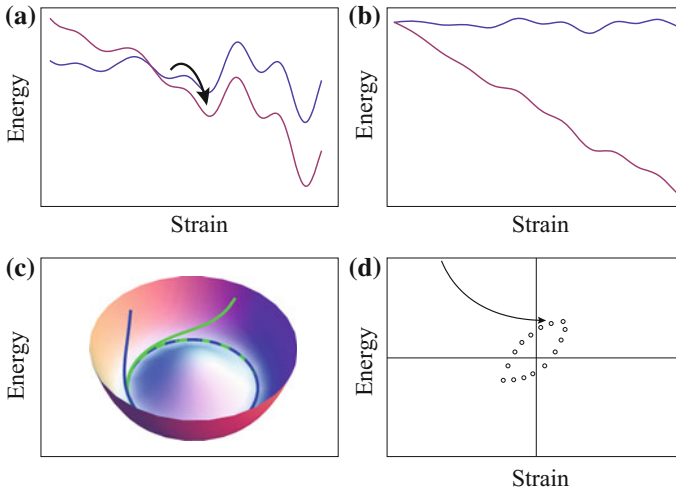 (a)
Energy
Strain
(b)
Energy
Strain
(c)
Energy
(d)
Energy
Strain